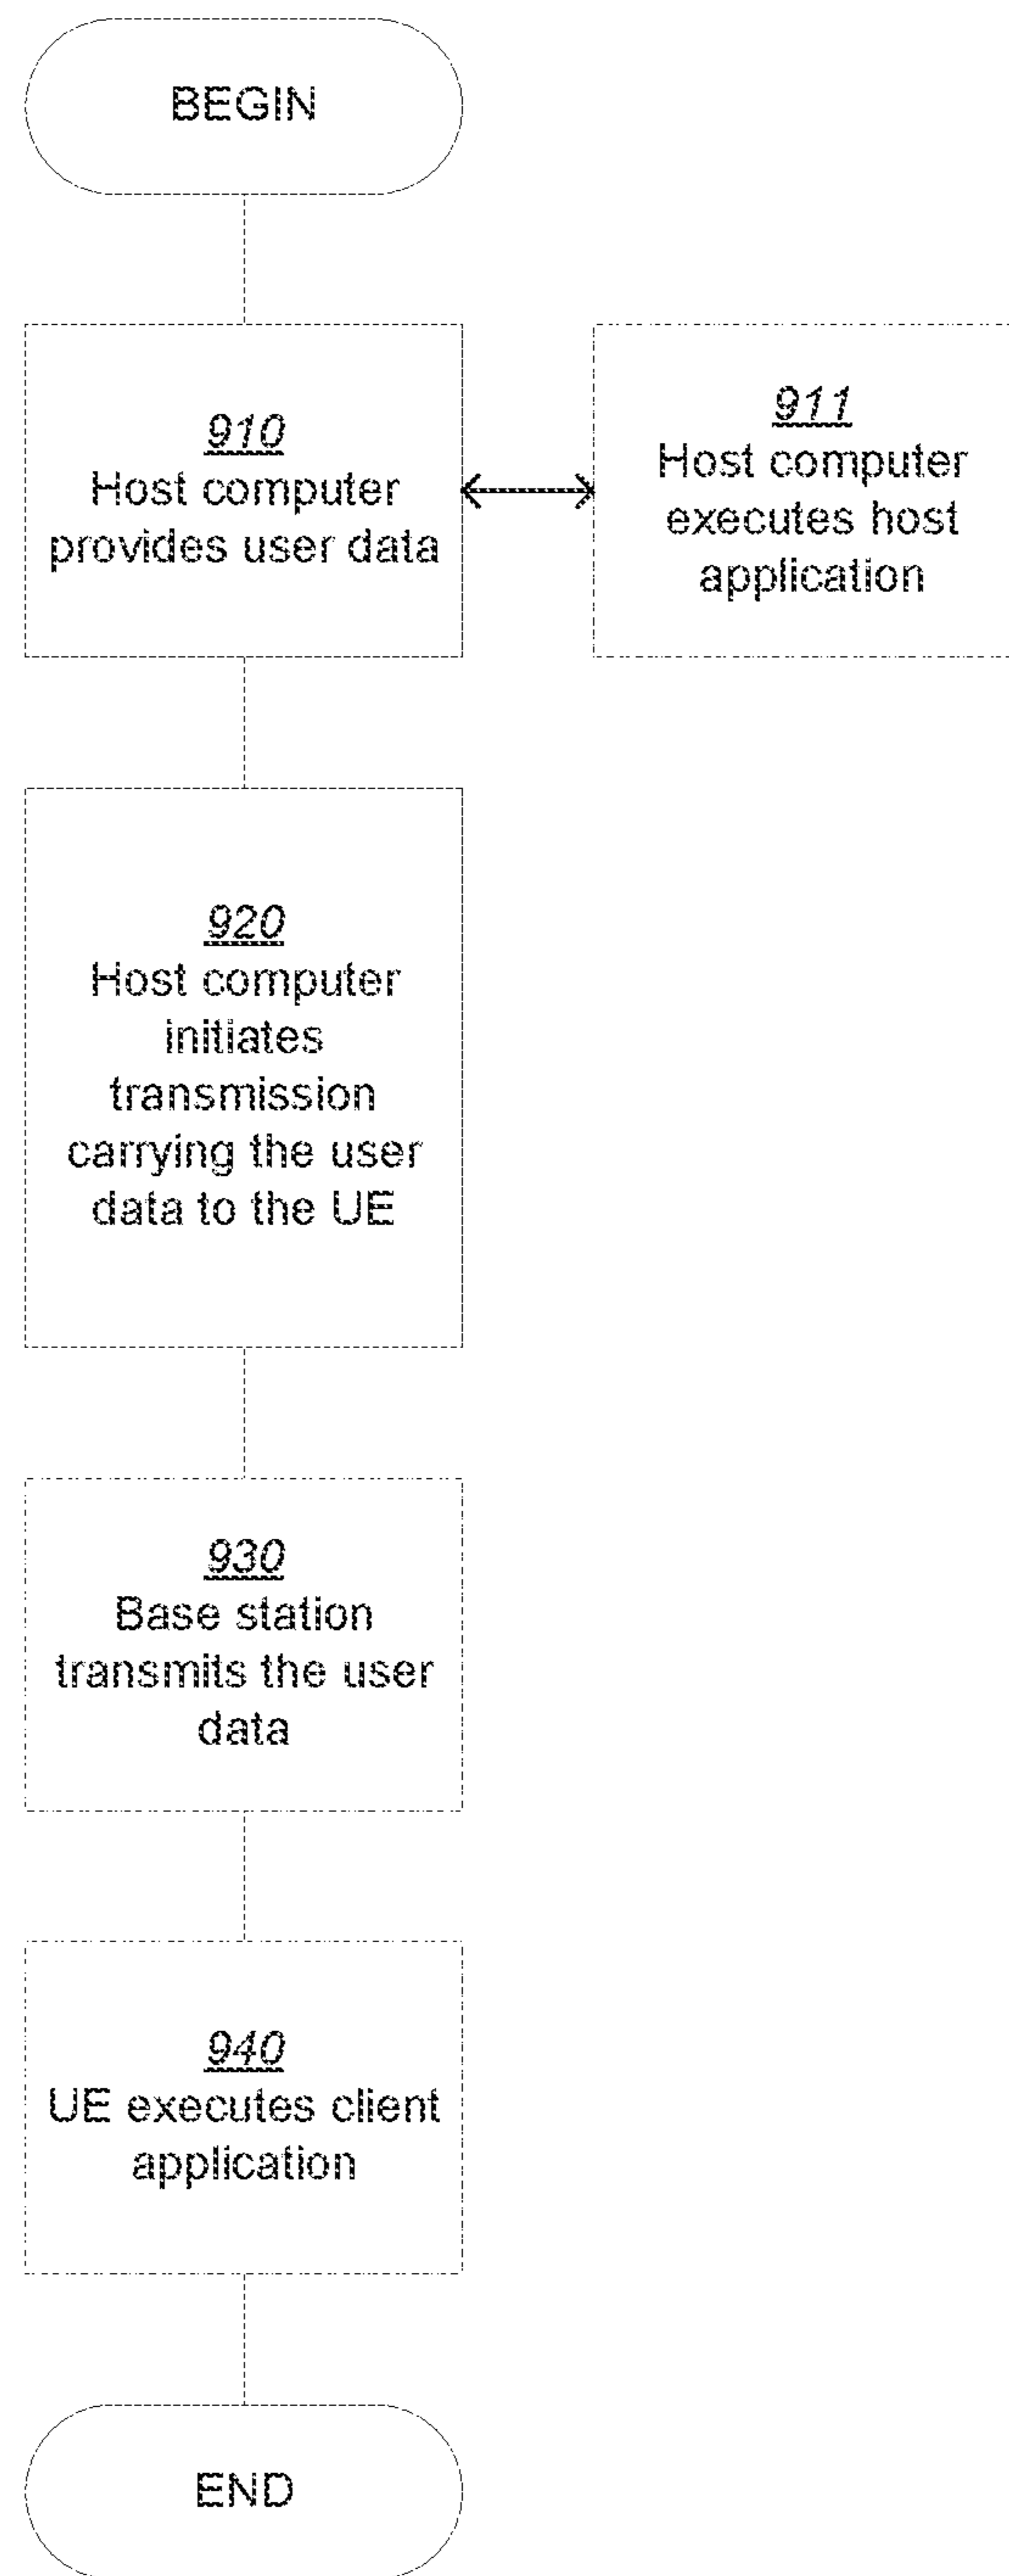 BEGIN
910
Host computer
provides user data
911
Host computer
executes host
application
920
Host computer
initiates
transmission
carrying the user
data to the UE
930
Base station
transmits the user
data
940
UE executes client
application
END